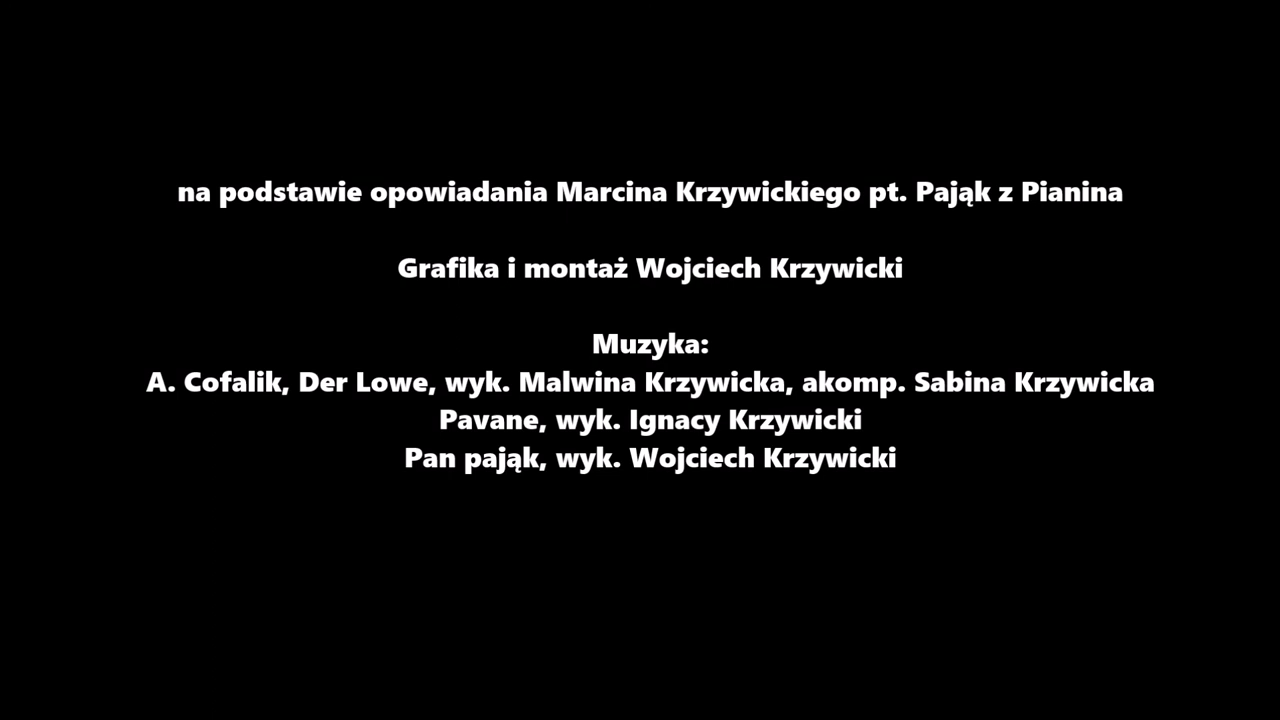 na podstawie opowiadania Marcina Krzywickiego pt. Pająk z Pianina
Grafika i montaż Wojciech Krzywicki
Muzyka:
A. Cofalik, Der Lowe, wyk. Malwina Krzywicka, akomp. Sabina Krzywicka
Pavane, wyk. Ignacy Krzywicki
Pan pająk, wyk. Wojciech Krzywicki